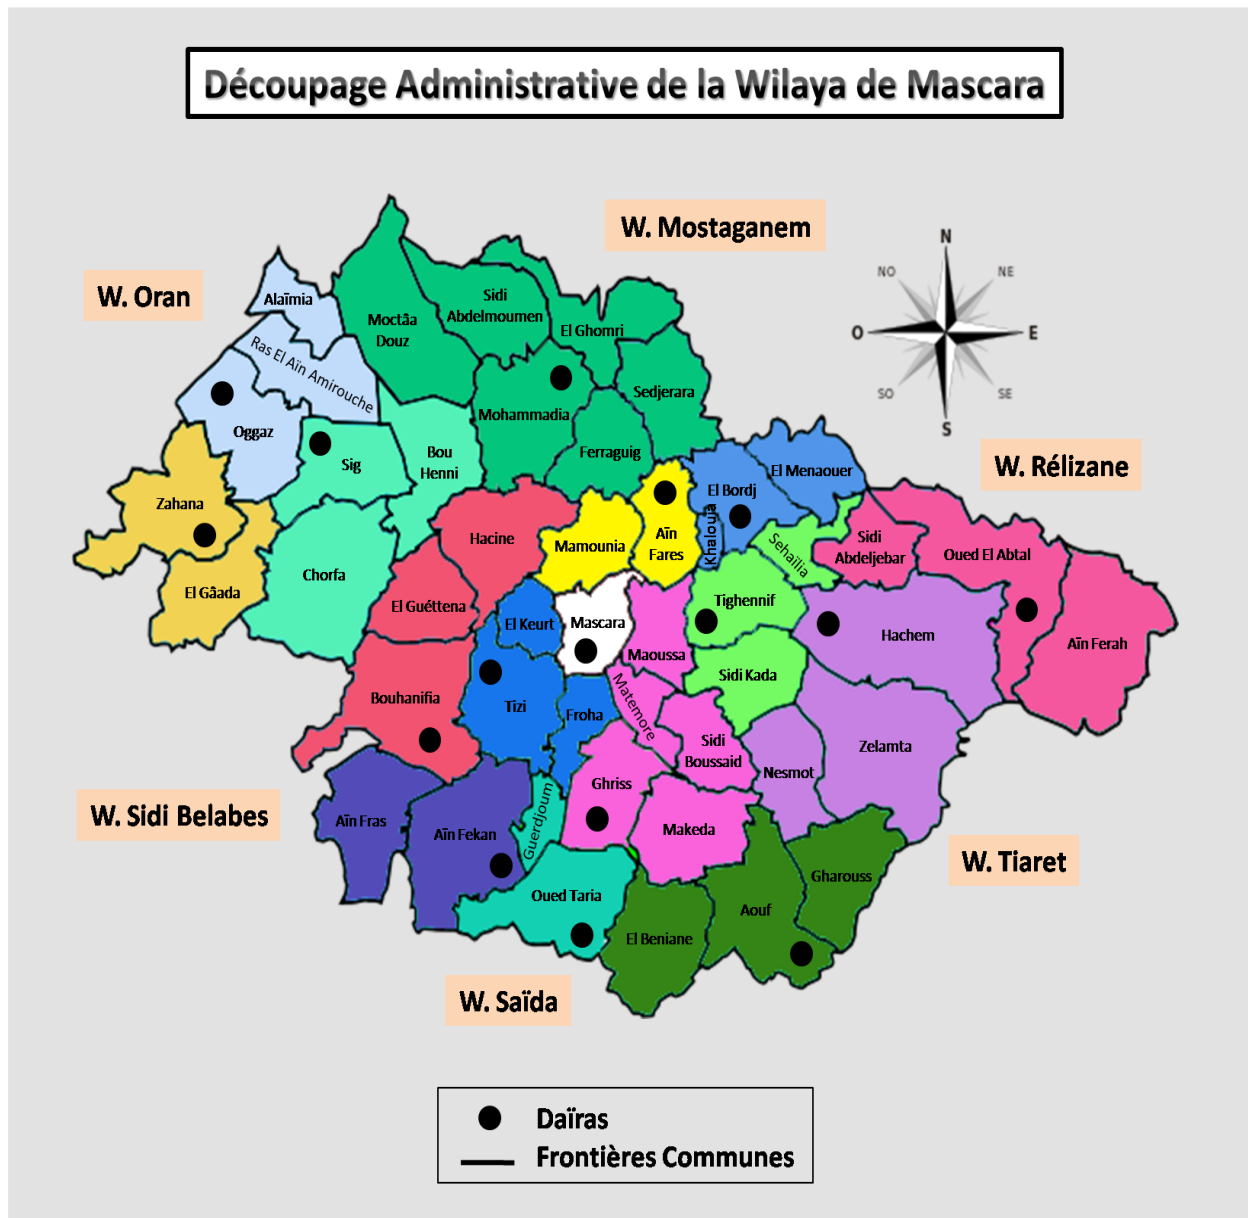 Découpage Administrative de la Wilaya de Mascara
W. Mostaganem
W. Oran
N
NO
NE
O
E
SO
SE
S
Alaïmia
Sidi
Abdelmoumen
Moctâa
Douz
El Ghomri
Ras El Aïn Amirouche
Sedjerara
Mohammadia
Oggaz
Sig
Bou
Henni
Ferraguig
W. Rélizane
El Menaouer
El Bordj
Zahana
Khalouia
Aïn
Fares
Hacine
Mamounia
Sehailia
Sidi
Abdeljebar
Oued El Abtal
Chorfa
El Gâada
El Guéttena
El Keurt
Mascara
Tighennif
Hachem
Aïn Ferah
Maoussa
Sidi Kada
Bouhanifia
Tizi
Froha
Matemore
Sidi
Boussaid
Zelamta
Nesmot
Ghriss
W. Sidi Belabes
Aïn Fras
Aïn Fekan
Guerdjoum
Makeda
W. Tiaret
Gharouss
Oued Taria
Aouf
El Beniane
W. Saïda
Daïras
Frontières Communes